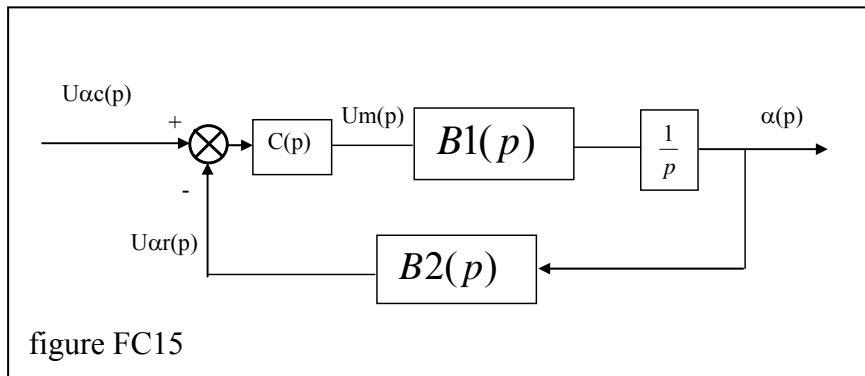 Uαc(p)
+
C(p)
Um(p)
B1(p)
1
p
α(p)
-
Uαr(p)
B2(p)
figure FC15